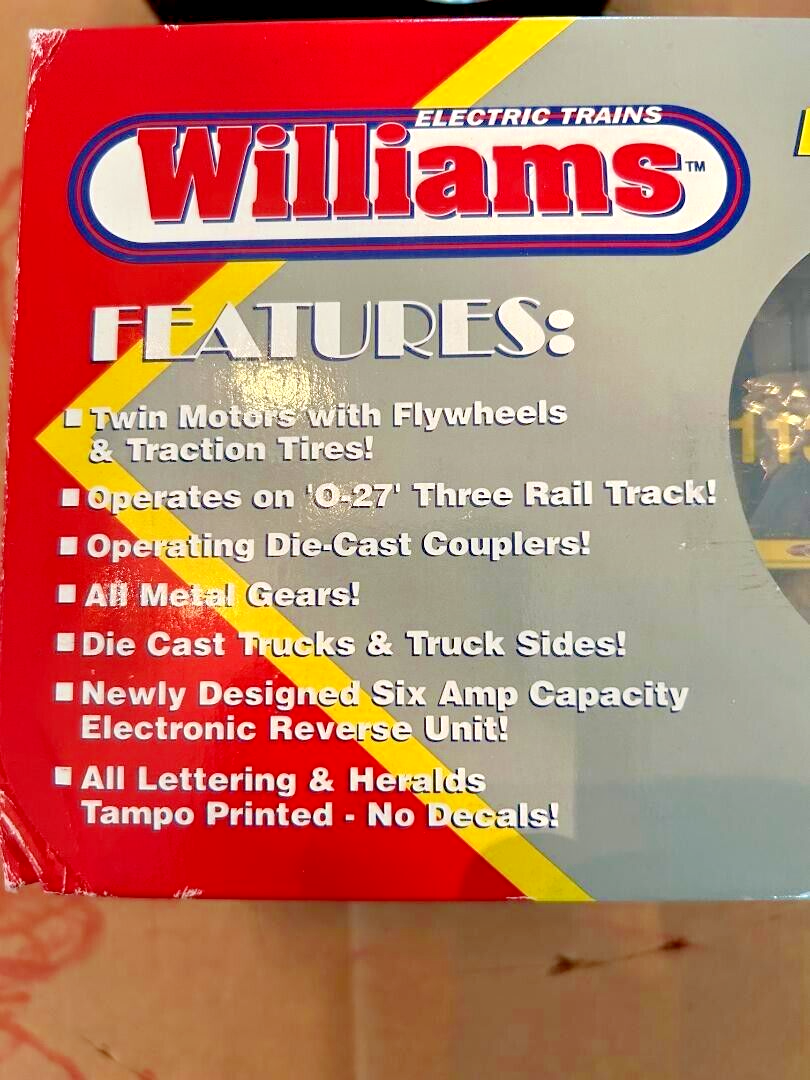 ELECTRIC TRAINS
Williams™
FEATURES:
▪ Twin Motors with Flywheels
& Traction Tires!
▪ Operates on 'O-27' Three Rail Track!
▪ Operating Die-Cast Couplers!
▪ All Metal Gears!
▪ Die Cast Trucks & Truck Sides!
▪ Newly Designed Six Amp Capacity
Electronic Reverse Unit!
▪ All Lettering & Heralds
Tampo Printed - No Decals!